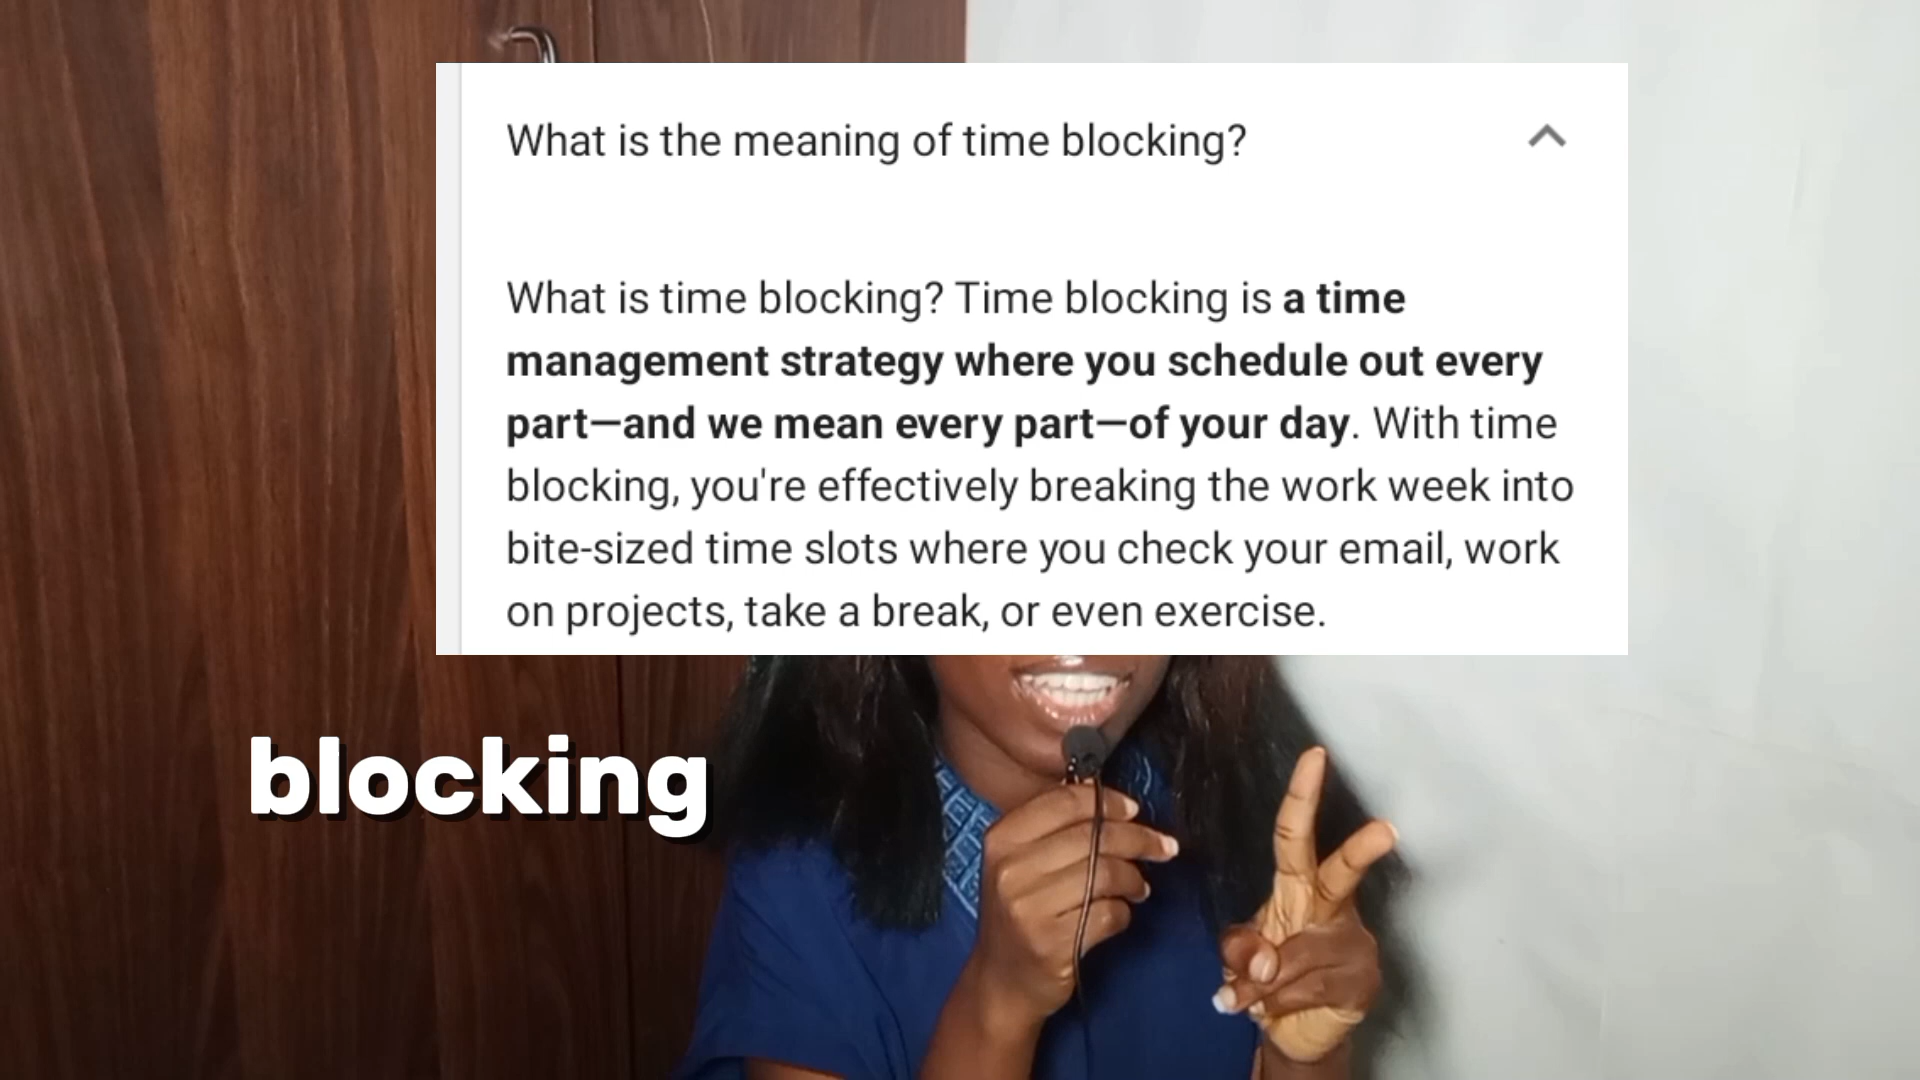 What is the meaning of time blocking?
What is time blocking? Time blocking is a time
management strategy where you schedule out every
part—and we mean every part—of your day. With time
blocking, you're effectively breaking the work week into
bite-sized time slots where you check your email, work
on projects, take a break, or even exercise.
blocking